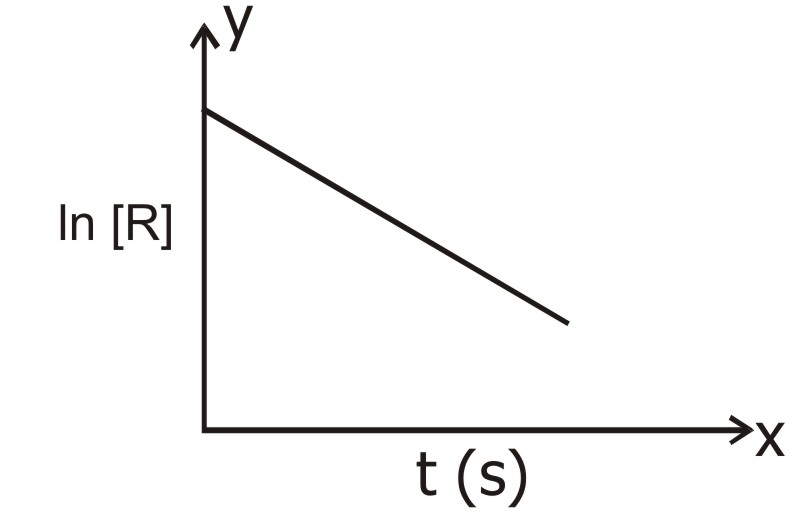 y
ln [R]
x
t (s)